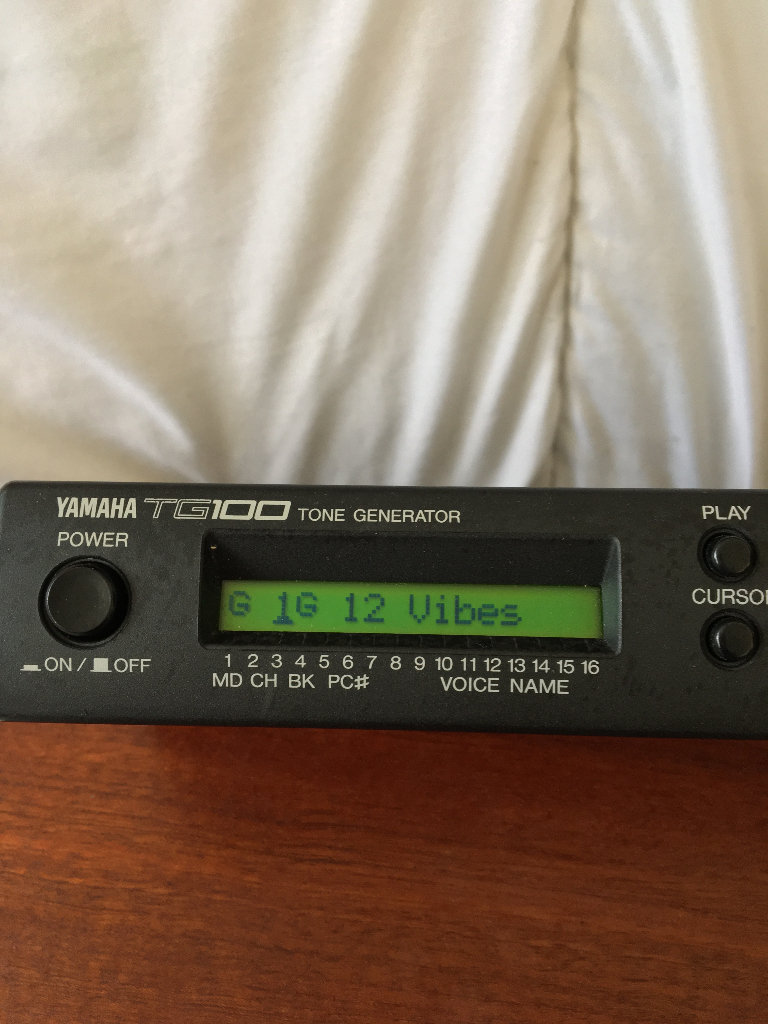 YAMAHA TG100 TONE GENERATOR
POWER
ON / OFF
G 1G 12 Vibes
1 2 3 4 5 6 7 8 9 10 11 12 13 14 15 16
MD CH BK PC♯ VOICE NAME
PLAY